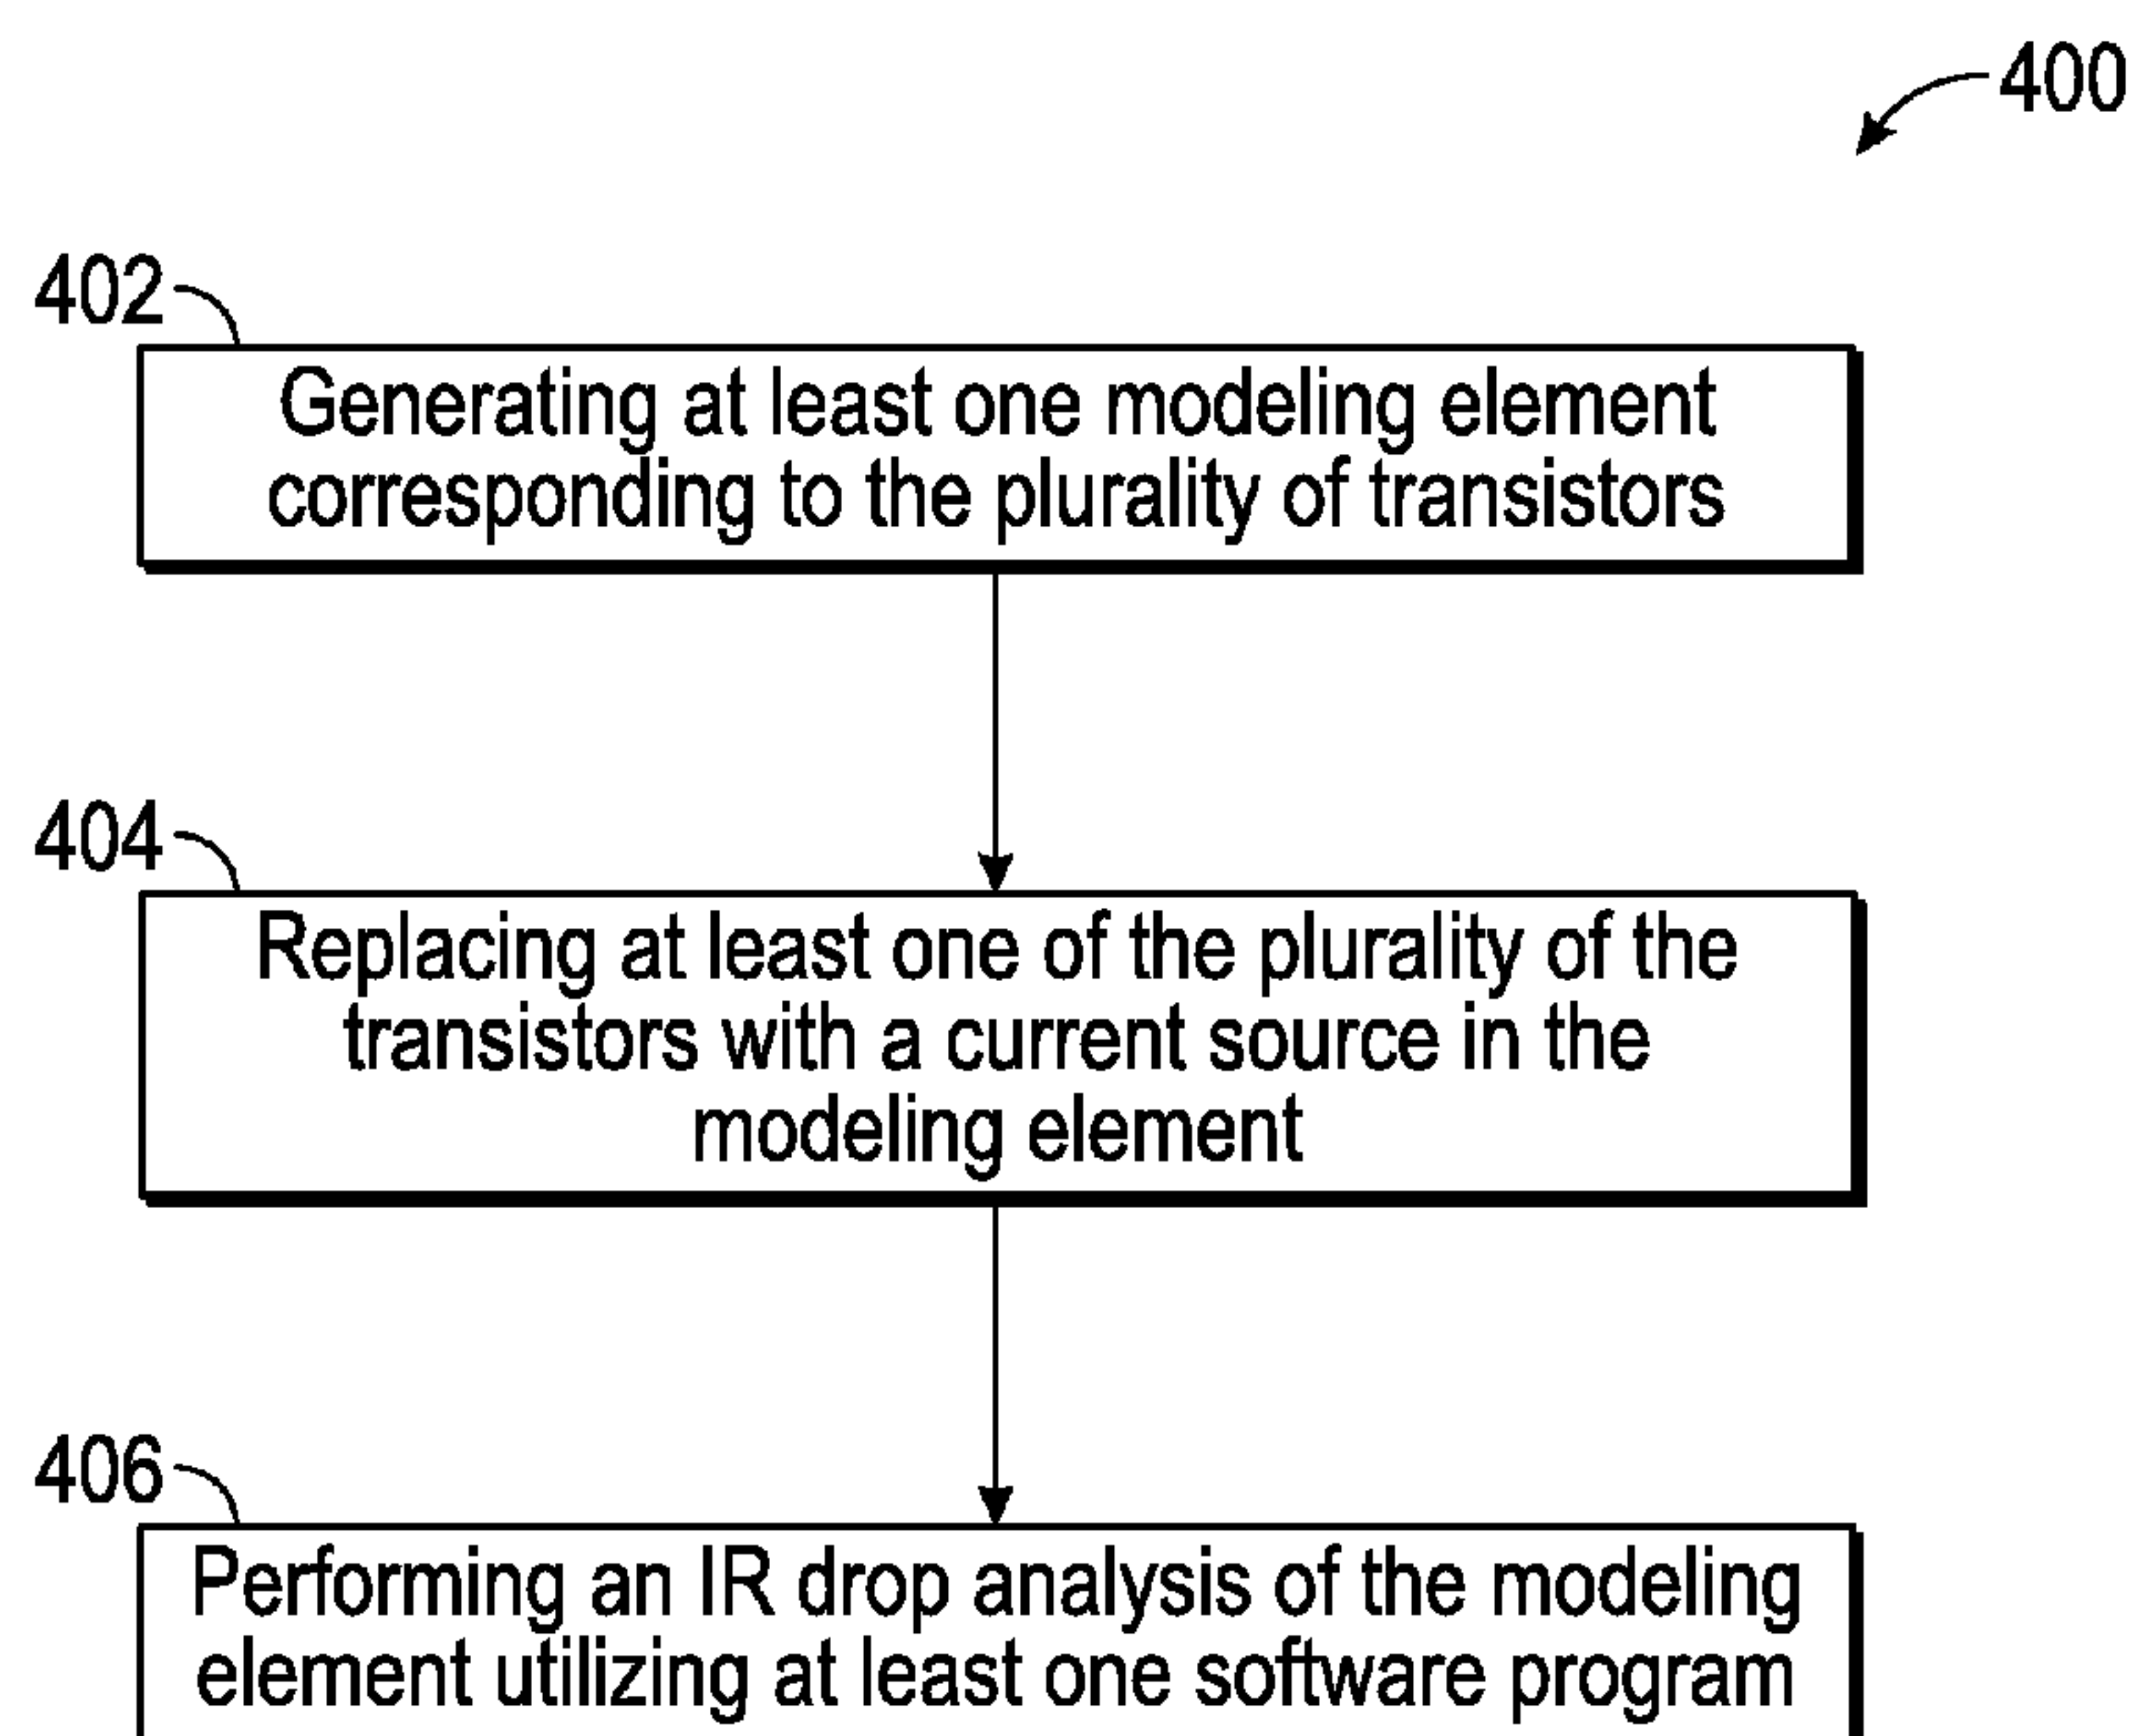 400
402
Generating at least one modeling element
corresponding to the plurality of transistors
404
Replacing at least one of the plurality of the
transistors with a current source in the
modeling element
406
Performing an IR drop analysis of the modeling
element utilizing at least one software program